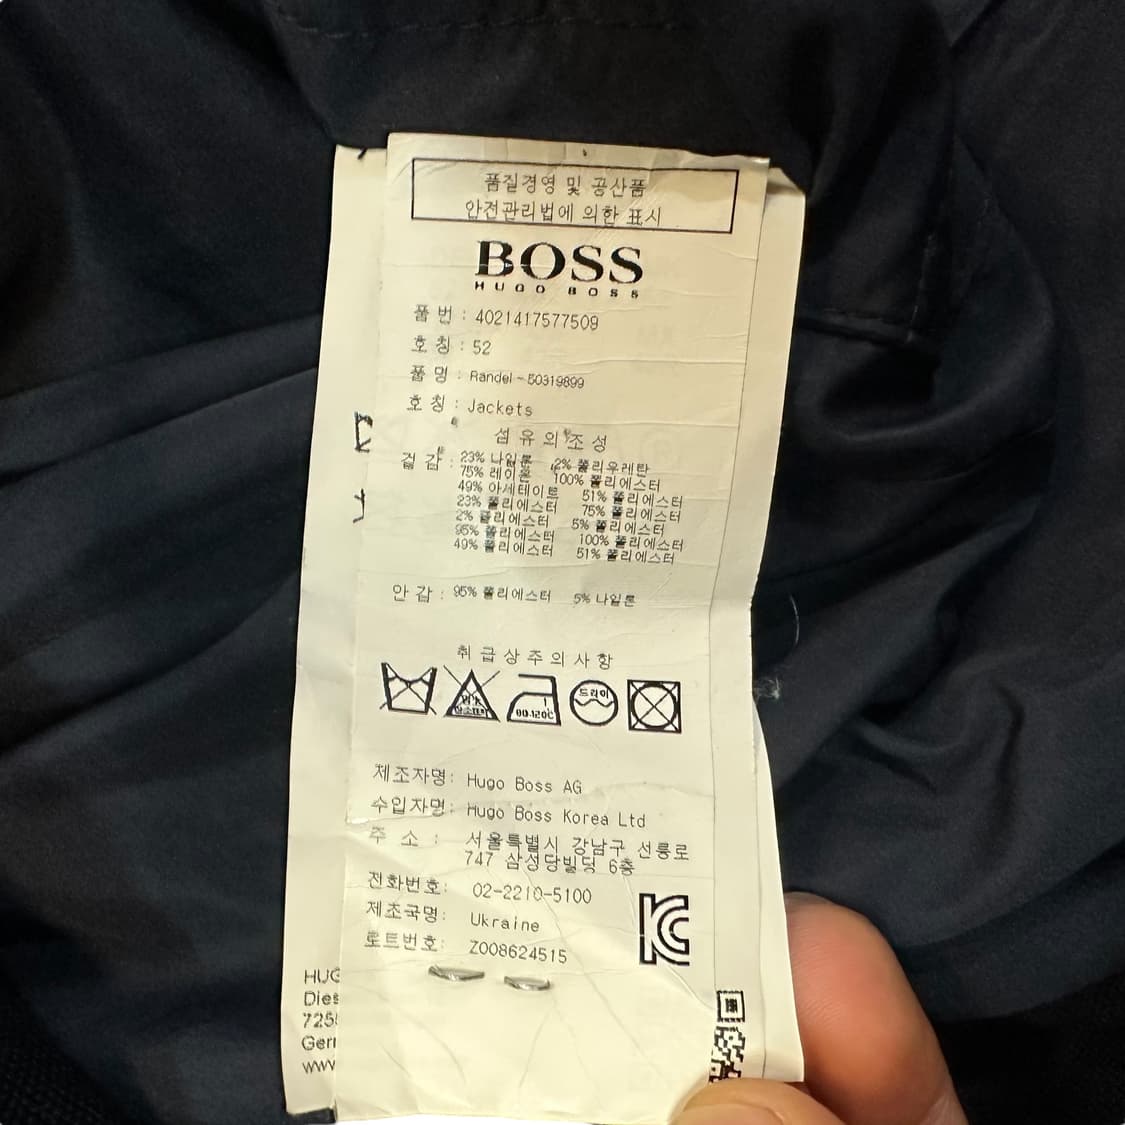 품질경영 및 공산품
안전관리법에 의한 표시
BOSS
HUGO BOSS
품 번 : 4021417577509
호 칭 : 52
품 명 : Randel - 50319899
호 칭 : Jackets
섬유의조성
겉 감 : 23% 나일론 2% 폴리우레탄
75% 레이온 100% 폴리에스터
49% 아세테이트 51% 폴리에스터
23% 폴리에스터 75% 폴리에스터
2% 폴리에스터 5% 폴리에스터
95% 폴리에스터 100% 폴리에스터
49% 폴리에스터 51% 폴리에스터
안 감 : 95% 폴리에스터 5% 나일론
취급상주의사항
80-120℃
드라이
제조자명: Hugo Boss AG
수입자명: Hugo Boss Korea Ltd
주 소 : 서울특별시 강남구 선릉로
747 삼성당빌딩 6층
전화번호: 02-2210-5100
제조국명: Ukraine
로트번호: Z008624515
HUG
Dies
Ger
www